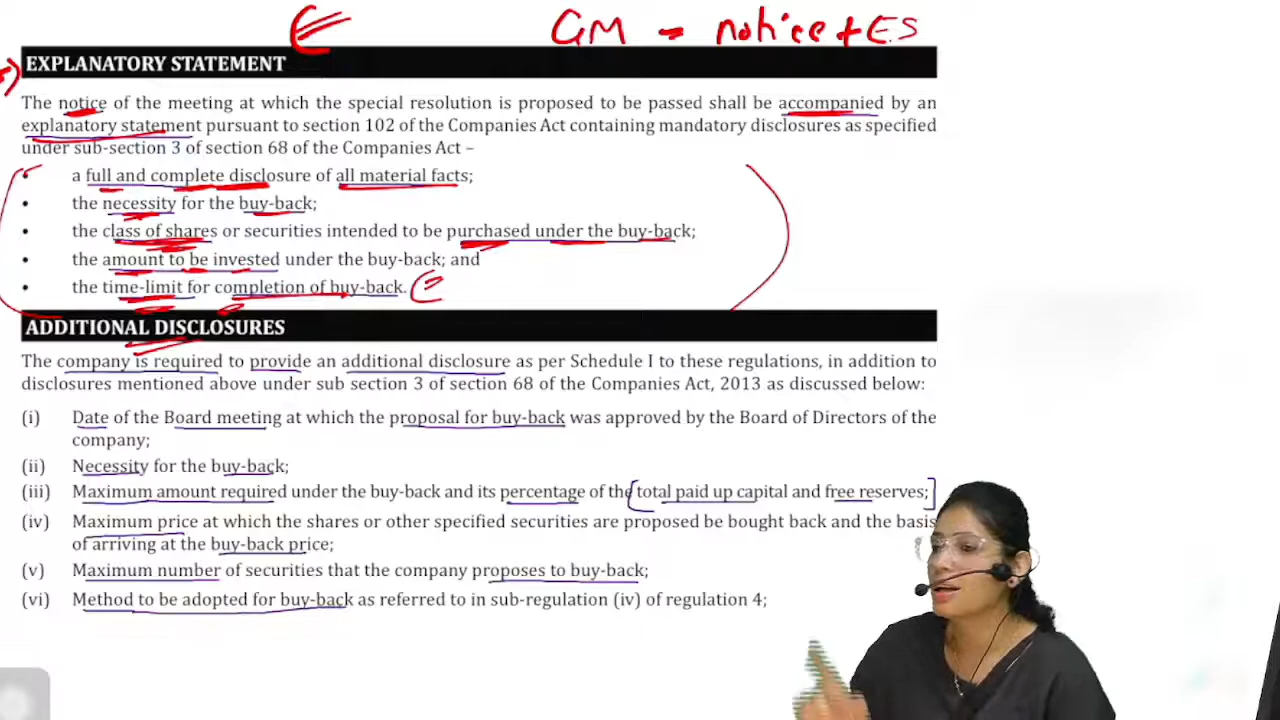 GM = notice + ES
EXPLANATORY STATEMENT
The notice of the meeting at which the special resolution is proposed to be passed shall be accompanied by an
explanatory statement pursuant to section 102 of the Companies Act containing mandatory disclosures as specified
under sub-section 3 of section 68 of the Companies Act –
• a full and complete disclosure of all material facts;
• the necessity for the buy-back;
• the class of shares or securities intended to be purchased under the buy-back;
• the amount to be invested under the buy-back; and
• the time-limit for completion of buy-back.
ADDITIONAL DISCLOSURES
The company is required to provide an additional disclosure as per Schedule I to these regulations, in addition to
disclosures mentioned above under sub section 3 of section 68 of the Companies Act, 2013 as discussed below:
(i) Date of the Board meeting at which the proposal for buy-back was approved by the Board of Directors of the
company;
(ii) Necessity for the buy-back;
(iii) Maximum amount required under the buy-back and its percentage of the total paid up capital and free reserves;
(iv) Maximum price at which the shares or other specified securities are proposed be bought back and the basis
of arriving at the buy-back price;
(v) Maximum number of securities that the company proposes to buy-back;
(vi) Method to be adopted for buy-back as referred to in sub-regulation (iv) of regulation 4;